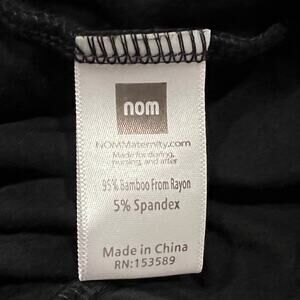 nom
NOMMaternity.com
Made for during,
nursing, and after
95% Bamboo From Rayon
5% Spandex
Made in China
RN:153589